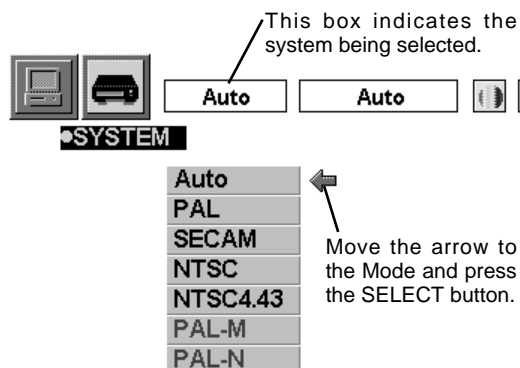 This box indicates the
system being selected.
Auto Auto
●SYSTEM
Auto
PAL
SECAM
NTSC
NTSC4.43
PAL-M
PAL-N
Move the arrow to
the Mode and press
the SELECT button.